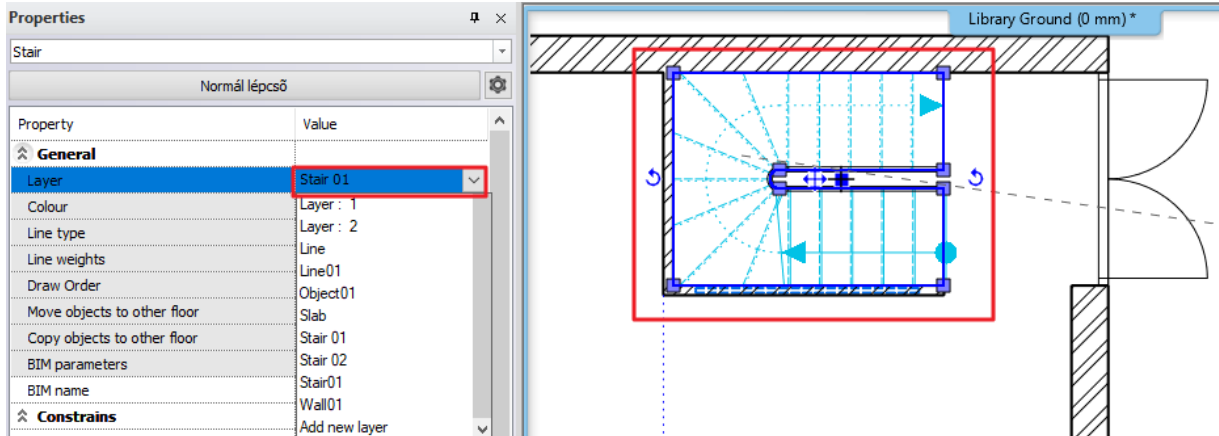 Properties
Stair
Normál lépcső
Property Value
General
Layer Stair 01
Colour
Line type
Line weights
Draw Order
Move objects to other floor
Copy objects to other floor
BIM parameters
BIM name
Constrains
Layer : 1
Layer : 2
Line
Line01
Object01
Slab
Stair 01
Stair 02
Stair01
Wall01
Add new layer
Library Ground (0 mm) *